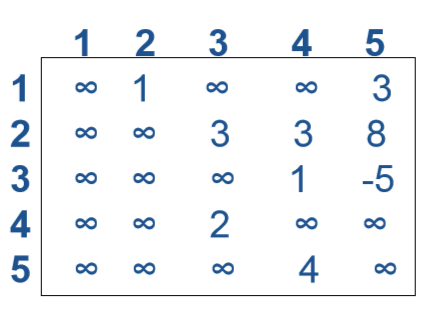 1 2 3 4 5
1 ∞ 1 ∞ ∞ 3
2 ∞ ∞ 3 3 8
3 ∞ ∞ ∞ 1 -5
4 ∞ ∞ 2 ∞ ∞
5 ∞ ∞ ∞ 4 ∞